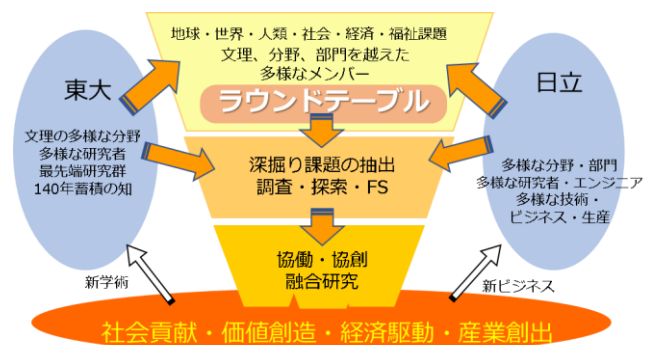 地球・世界・人類・社会・経済・福祉課題
文理、分野、部門を越えた
多様なメンバー
ラウンドテーブル
東大
文理の多様な分野
多様な研究者
最先端研究群
140年蓄積の知
日立
多様な分野・部門
多様な研究者・エンジニア
多様な技術・
ビジネス・生産
深掘り課題の抽出
調査・探索・FS
協働・協創
融合研究
新学術
新ビジネス
社会貢献・価値創造・経済駆動・産業創出